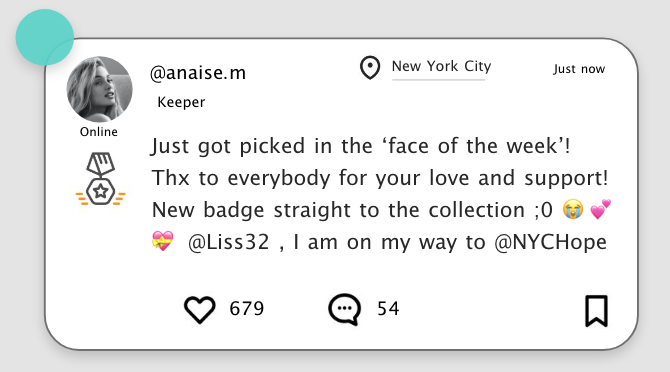 @anaise.m
New York City
Just now
Keeper
Online
Just got picked in the ‘face of the week’!
Thx to everybody for your love and support!
New badge straight to the collection ;0 😭 💕
💝 @Liss32 , I am on my way to @NYCHope
679
54